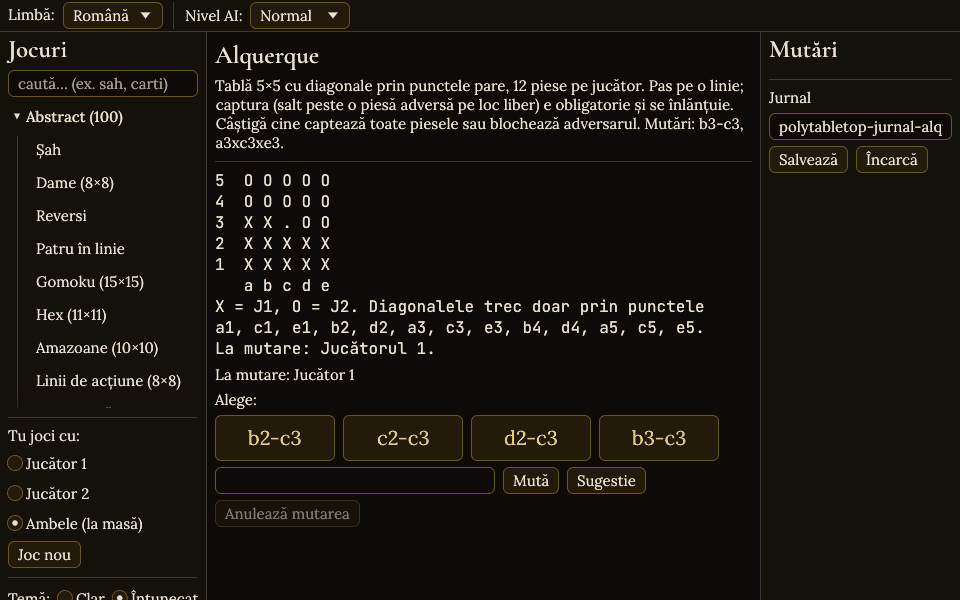 Limbă: Română ▼ Nivel AI: Normal ▼
Jocuri
caută... (ex. sah, carti)
▼ Abstract (100)
Șah
Dame (8×8)
Reversi
Patru în linie
Gomoku (15×15)
Hex (11×11)
Amazoane (10×10)
Linii de acțiune (8×8)
Tu joci cu:
Jucător 1
Jucător 2
Ambele (la masă)
Joc nou
Temă: Clar Întunecat
Alquerque
Tablă 5×5 cu diagonale prin punctele pare, 12 piese pe jucător. Pas pe o linie;
captura (salt peste o piesă adversă pe loc liber) e obligatorie și se înlănțuie.
Câștigă cine captează toate piesele sau blochează adversarul. Mutări: b3-c3,
a3xc3xe3.
5 O O O O O
4 O O O O O
3 X X . O O
2 X X X X X
1 X X X X X
a b c d e
X = J1, O = J2. Diagonalele trec doar prin punctele
a1, c1, e1, b2, d2, a3, c3, e3, b4, d4, a5, c5, e5.
La mutare: Jucătorul 1.
La mutare: Jucător 1
Alege:
b2-c3 c2-c3 d2-c3 b3-c3
Mută Sugestie
Anulează mutarea
Mutări
Jurnal
polytabletop-jurnal-alq
Salvează Încarcă